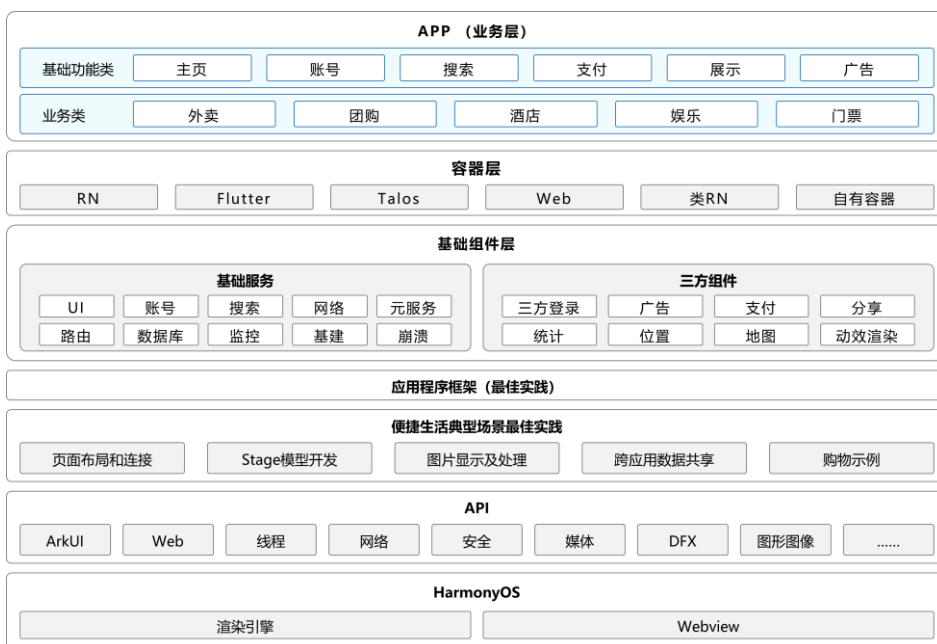 APP （业务层）
基础功能类 主页 账号 搜索 支付 展示 广告
业务类 外卖 团购 酒店 娱乐 门票
容器层
RN Flutter Talos Web 类RN 自有容器
基础组件层
基础服务
UI 账号 搜索 网络 元服务
路由 数据库 监控 基建 崩溃
三方组件
三方登录 广告 支付 分享
统计 位置 地图 动效渲染
应用程序框架（最佳实践）
便捷生活典型场景最佳实践
页面布局和连接 Stage模型开发 图片显示及处理 跨应用数据共享 购物示例
API
ArkUI Web 线程 网络 安全 媒体 DFX 图形图像 ......
HarmonyOS
渲染引擎 Webview